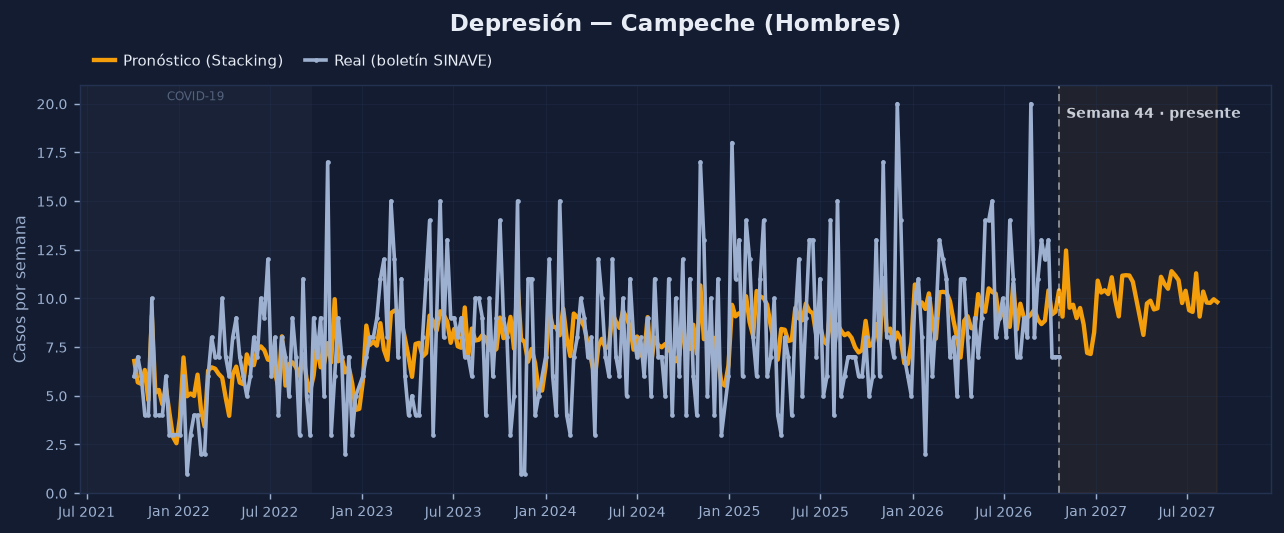 Depresión — Campeche (Hombres)
Pronóstico (Stacking)
Real (boletín SINAVE)
COVID-19
Semana 44 · presente
Casos por semana
20.0
17.5
15.0
12.5
10.0
7.5
5.0
2.5
0.0
Jul 2021
Jan 2022
Jul 2022
Jan 2023
Jul 2023
Jan 2024
Jul 2024
Jan 2025
Jul 2025
Jan 2026
Jul 2026
Jan 2027
Jul 2027